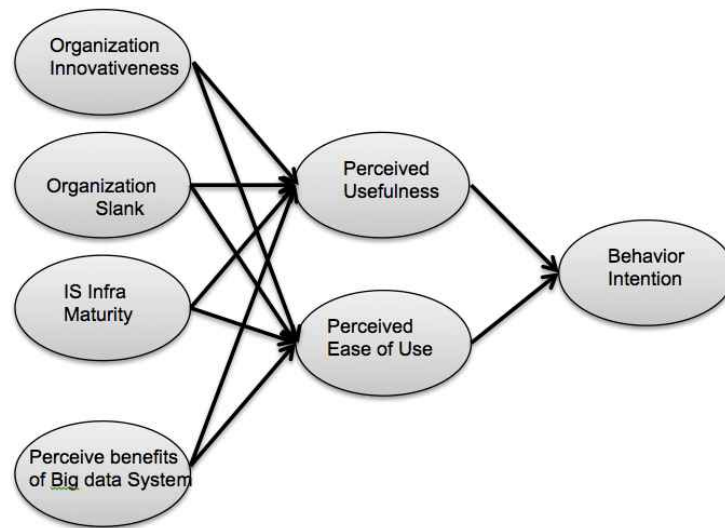 Organization
Innovativeness
Organization
Slank
IS Infra
Maturity
Perceive benefits
of Big data System
Perceived
Usefulness
Perceived
Ease of Use
Behavior
Intention